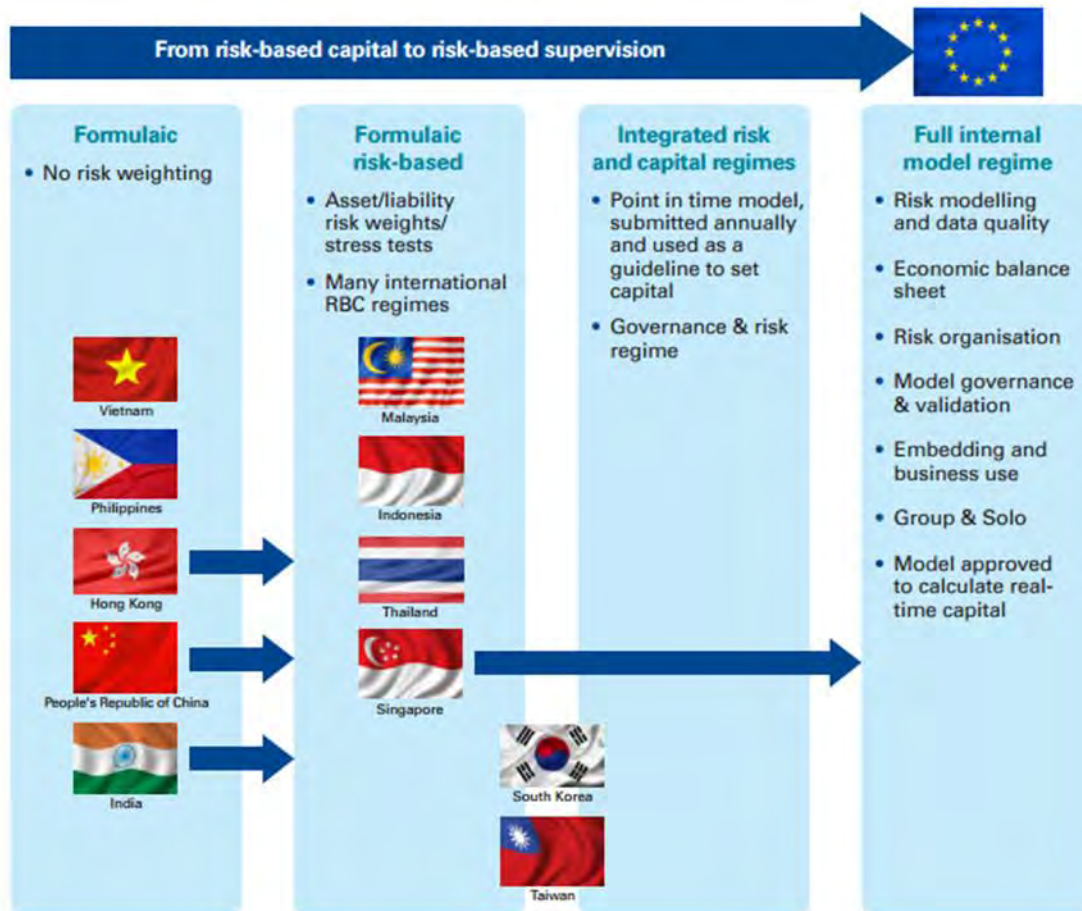 From risk-based capital to risk-based supervision
Formulaic
• No risk weighting
Vietnam
Philippines
Hong Kong
People's Republic of China
India
Formulaic
risk-based
• Asset/liability
risk weights/
stress tests
• Many international
RBC regimes
Malaysia
Indonesia
Thailand
Singapore
South Korea
Taiwan
Integrated risk
and capital regimes
• Point in time model,
submitted annually
and used as a
guideline to set
capital
• Governance & risk
regime
Full internal
model regime
• Risk modelling
and data quality
• Economic balance
sheet
• Risk organisation
• Model governance
& validation
• Embedding and
business use
• Group & Solo
• Model approved
to calculate real-
time capital